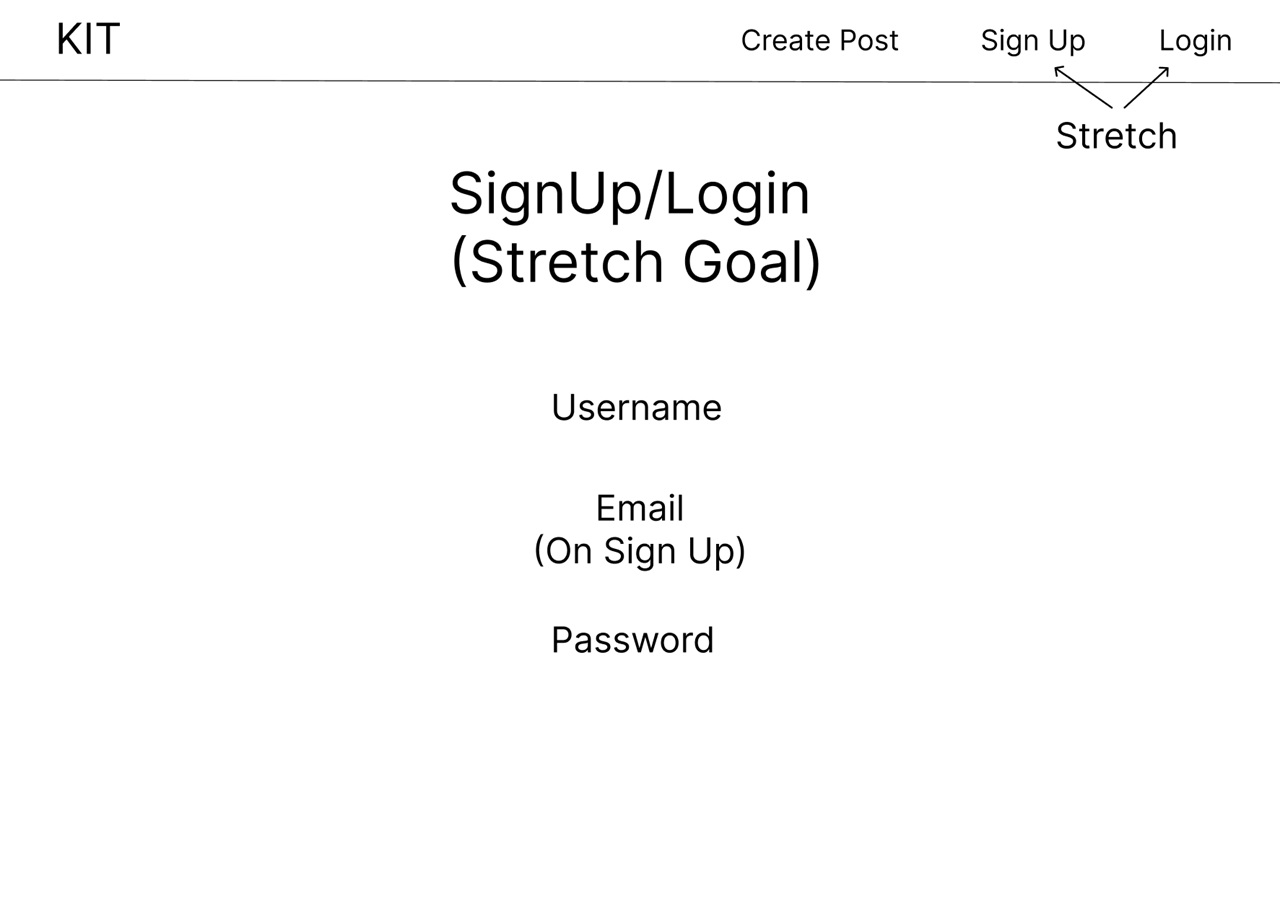 KIT
Create Post
Sign Up
Login
Stretch
SignUp/Login
(Stretch Goal)
Username
Email
(On Sign Up)
Password